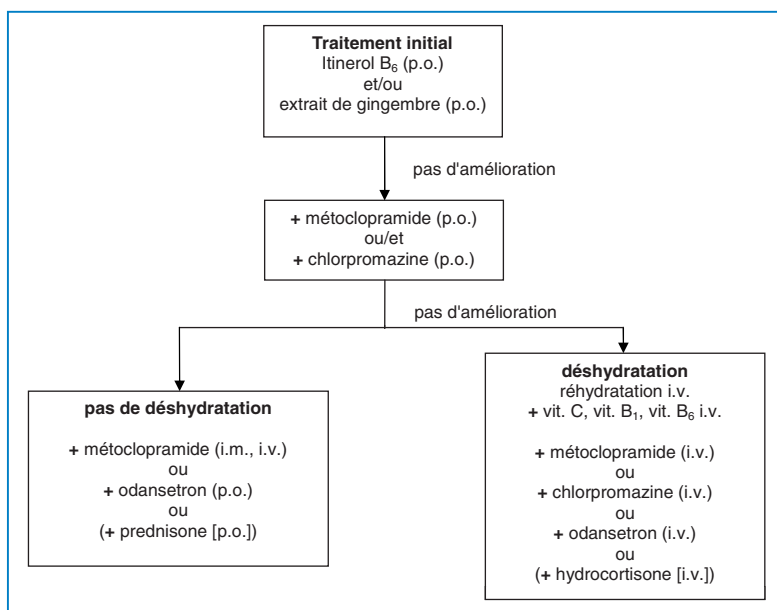 Traitement initial
Itinerol B6 (p.o.)
et/ou
extrait de gingembre (p.o.)
pas d'amélioration
+ métoclopramide (p.o.)
ou/et
+ chlorpromazine (p.o.)
pas d'amélioration
pas de déshydratation
+ métoclopramide (i.m., i.v.)
ou
+ odansetron (p.o.)
ou
(+ prednisone [p.o.])
déshydratation
réhydratation i.v.
+ vit. C, vit. B1, vit. B6 i.v.
+ métoclopramide (i.v.)
ou
+ chlorpromazine (i.v.)
ou
+ odansetron (i.v.)
ou
(+ hydrocortisone [i.v.])